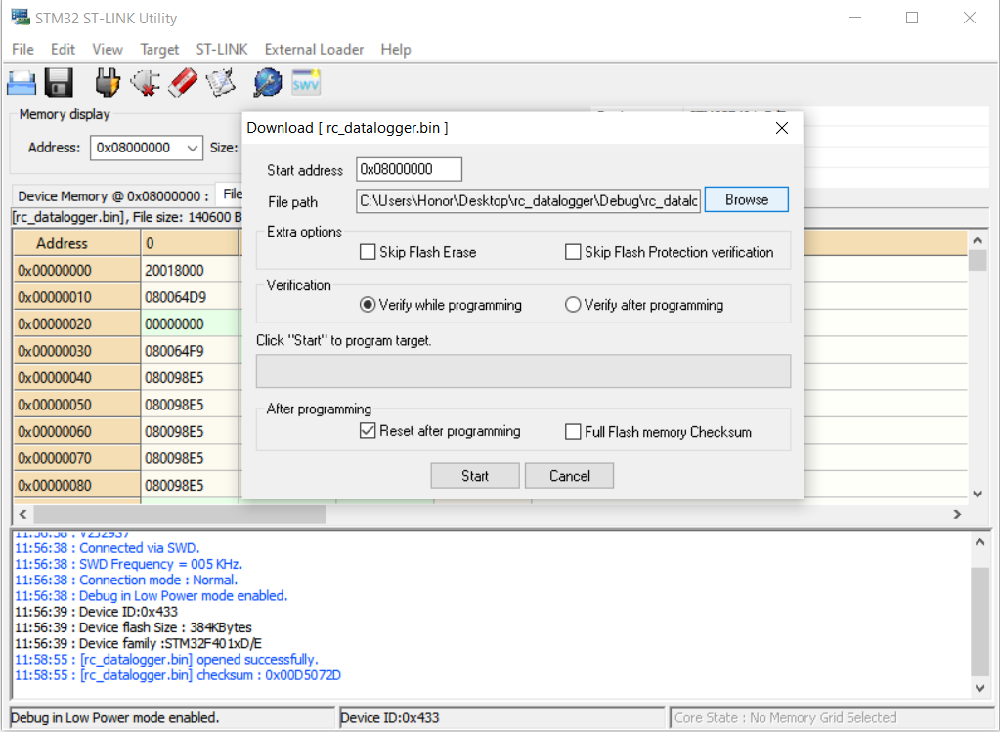 STM32 ST-LINK Utility
File Edit View Target ST-LINK External Loader Help
SWV
Memory display
Address: 0x08000000 Size:
Device Memory @ 0x08000000 : File
[rc_datalogger.bin], File size: 140600 B
Address 0
0x00000000 20018000
0x00000010 080064D9
0x00000020 00000000
0x00000030 080064F9
0x00000040 080098E5
0x00000050 080098E5
0x00000060 080098E5
0x00000070 080098E5
0x00000080 080098E5
Download [ rc_datalogger.bin ]
Start address 0x08000000
File path C:\Users\Honor\Desktop\rc_datalogger\Debug\rc_datalc Browse
Extra options
Skip Flash Erase Skip Flash Protection verification
Verification
Verify while programming Verify after programming
Click "Start" to program target.
After programming
Reset after programming Full Flash memory Checksum
Start Cancel
11:56:38 : V2J29S7
11:56:38 : Connected via SWD.
11:56:38 : SWD Frequency = 005 KHz.
11:56:38 : Connection mode : Normal.
11:56:38 : Debug in Low Power mode enabled.
11:56:39 : Device ID:0x433
11:56:39 : Device flash Size : 384KBytes
11:56:39 : Device family :STM32F401xD/E
11:58:55 : [rc_datalogger.bin] opened successfully.
11:58:55 : [rc_datalogger.bin] checksum : 0x00D5072D
Debug in Low Power mode enabled. Device ID:0x433 Core State : No Memory Grid Selected